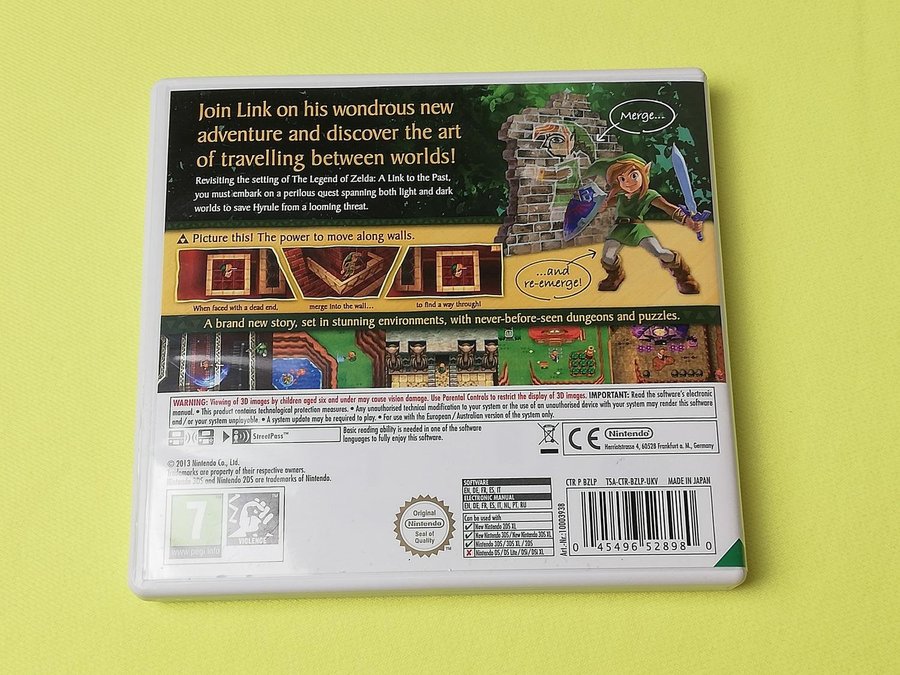 Join Link on his wondrous new
adventure and discover the art
of travelling between worlds!
Revisiting the setting of The Legend of Zelda: A Link to the Past,
you must embark on a perilous quest spanning both light and dark
worlds to save Hyrule from a looming threat.
Merge...
...and
re-emerge!
Picture this! The power to move along walls.
When faced with a dead end,
merge into the wall...
to find a way through!
A brand new story, set in stunning environments, with never-before-seen dungeons and puzzles.
WARNING: Viewing of 3D images by children aged six and under may cause vision damage. Use Parental Controls to restrict the display of 3D images. IMPORTANT: Read the software's electronic
manual. • This product contains technological protection measures. • Any unauthorised technical modification to your system or the use of an unauthorised device with your system may render this software
and / or your system unplayable. • A system update may be required to play. • For use with the European / Australian version of the system only.
StreetPass™
Basic reading ability is needed in one of the software
languages to fully enjoy this software.
CE
Nintendo
Herriotstrasse 4, 60528 Frankfurt a. M., Germany
© 2013 Nintendo Co., Ltd.
Trademarks are property of their respective owners.
Nintendo 3DS and Nintendo 2DS are trademarks of Nintendo.
7
www.pegi.info
VIOLENCE
Original
Nintendo
Seal of
Quality
TM
SOFTWARE
EN, DE, FR, ES, IT
ELECTRONIC MANUAL
EN, DE, FR, ES, IT, NL, PT, RU
Can be used with
New Nintendo 2DS XL
New Nintendo 3DS / New Nintendo 3DS XL
Nintendo 3DS / 3DS XL / 2DS
Nintendo DS / DS Lite / DSi / DSi XL
Art.-Nr.: 10003938
CTR P BZLP TSA-CTR-BZLP-UKV MADE IN JAPAN
0 45496 52898 0